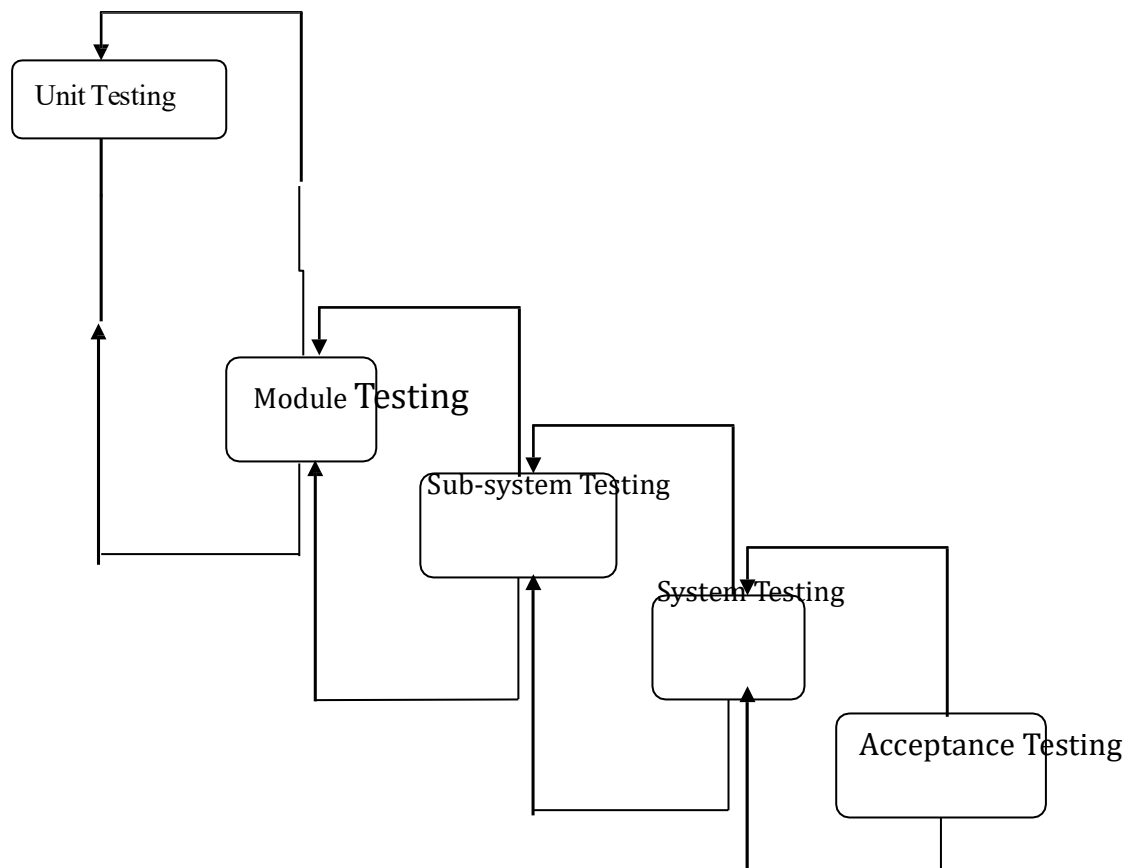 Unit Testing
Module Testing
Sub-system Testing
System Testing
Acceptance Testing